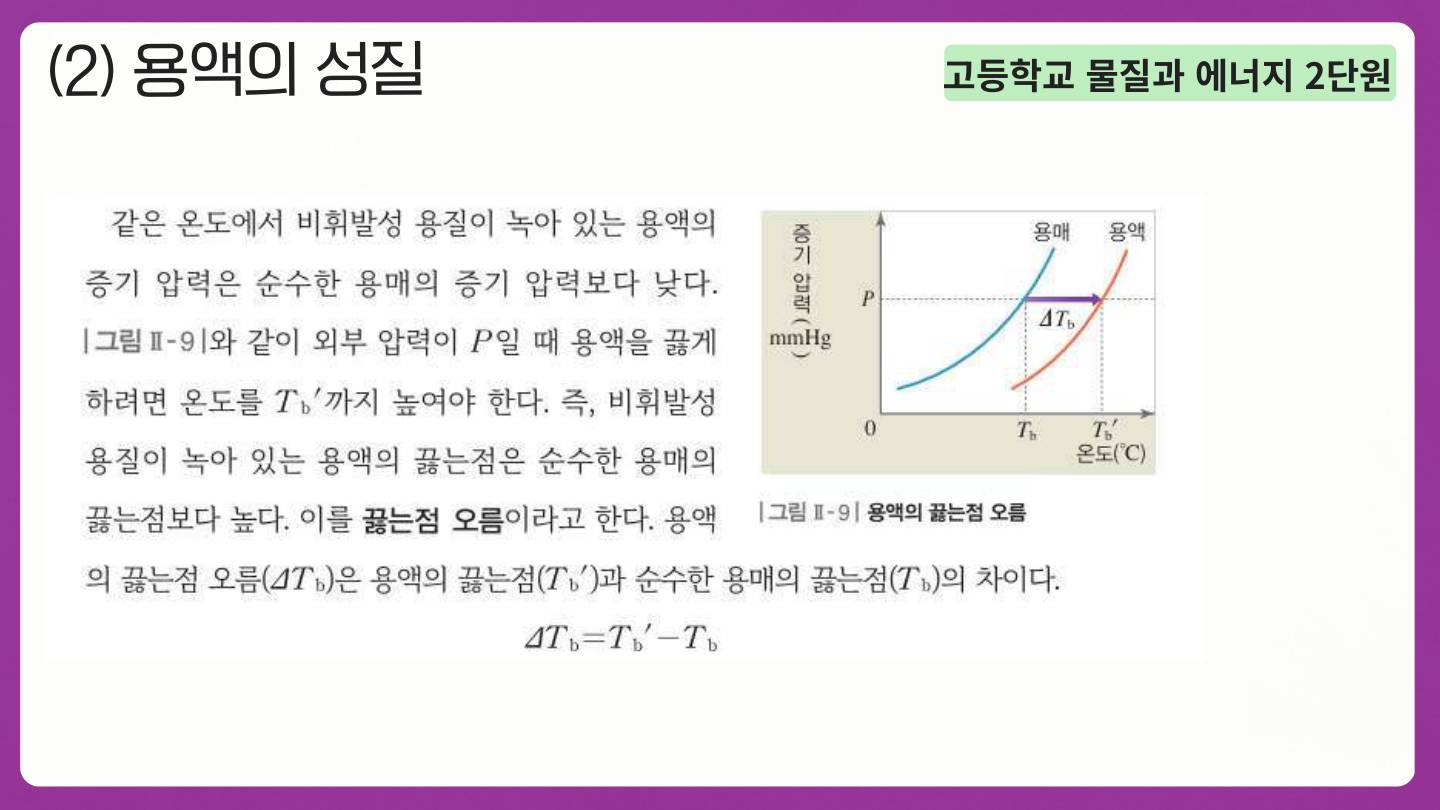 (2) 용액의 성질
고등학교 물질과 에너지 2단원
같은 온도에서 비휘발성 용질이 녹아 있는 용액의
증기 압력은 순수한 용매의 증기 압력보다 낮다.
|그림 Ⅱ-9|와 같이 외부 압력이 P일 때 용액을 끓게
하려면 온도를 Tb′까지 높여야 한다. 즉, 비휘발성
용질이 녹아 있는 용액의 끓는점은 순수한 용매의
끓는점보다 높다. 이를 끓는점 오름이라고 한다. 용액
의 끓는점 오름(ΔTb)은 용액의 끓는점(Tb′)과 순수한 용매의 끓는점(Tb)의 차이다.
ΔTb=Tb′-Tb
증기 압력(mmHg)
용매
용액
P
ΔTb
0
Tb
Tb′
온도(℃)
|그림 Ⅱ-9| 용액의 끓는점 오름